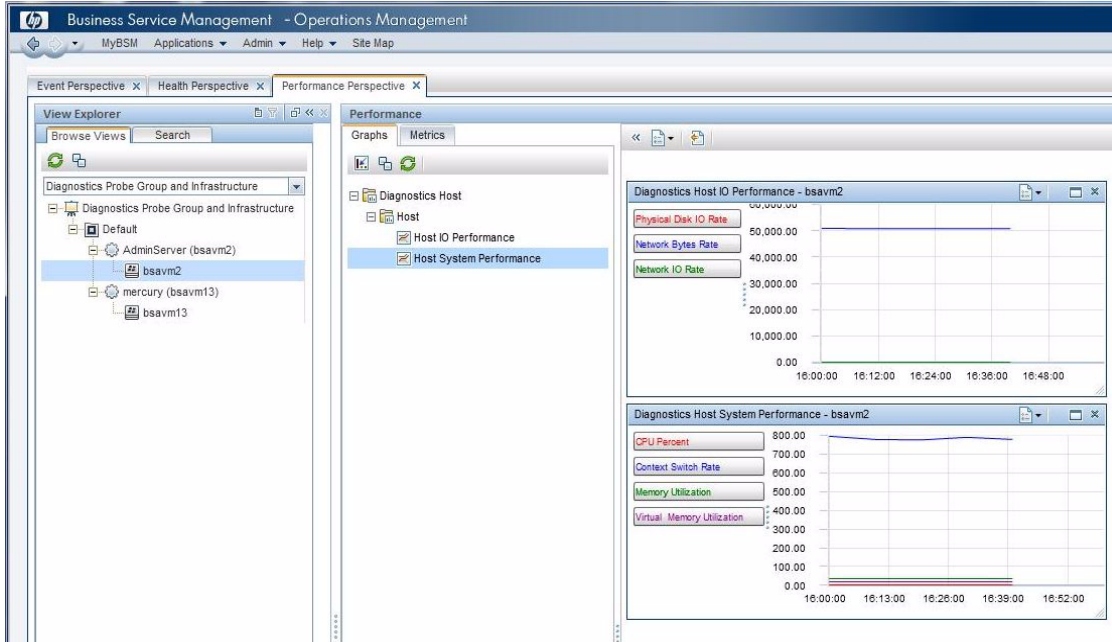 hp Business Service Management - Operations Management
MyBSM Applications Admin Help Site Map
Event Perspective Health Perspective Performance Perspective
View Explorer
Browse Views Search
Diagnostics Probe Group and Infrastructure
Diagnostics Probe Group and Infrastructure
Default
AdminServer (bsavm2)
bsavm2
mercury (bsavm13)
bsavm13
Performance
Graphs Metrics
Diagnostics Host
Host
Host IO Performance
Host System Performance
Diagnostics Host IO Performance - bsavm2
Physical Disk IO Rate
Network Bytes Rate
Network IO Rate
60,000.00
50,000.00
40,000.00
30,000.00
20,000.00
10,000.00
0.00
16:00:00 16:12:00 16:24:00 16:36:00 16:48:00
Diagnostics Host System Performance - bsavm2
CPU Percent
Context Switch Rate
Memory Utilization
Virtual Memory Utilization
800.00
700.00
600.00
500.00
400.00
300.00
200.00
100.00
0.00
16:00:00 16:13:00 16:26:00 16:39:00 16:52:00